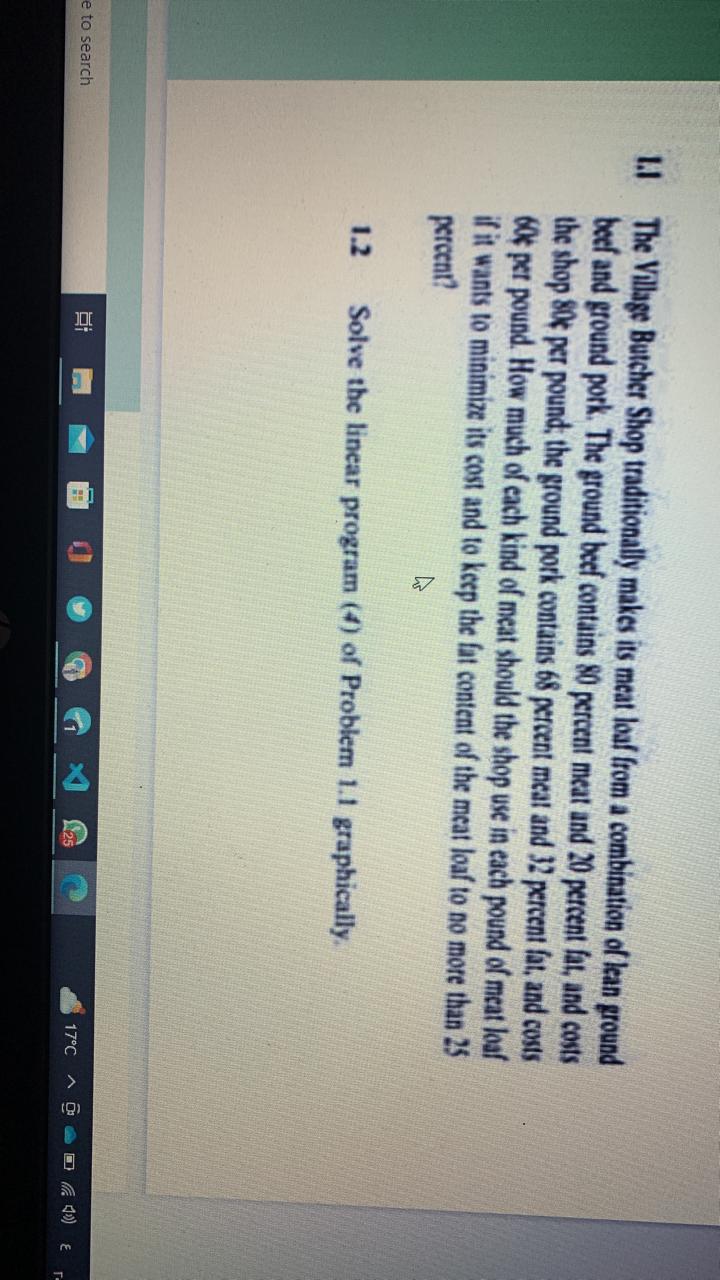 1.1 The Village Butcher Shop traditionally makes its meat loaf from a combination of lean ground
beef and ground pork. The ground beef contains 80 percent meat and 20 percent fat, and costs
the shop 80¢ per pound; the ground pork contains 68 percent meat and 32 percent fat, and costs
60¢ per pound. How much of each kind of meat should the shop use in each pound of meat loaf
if it wants to minimize its cost and to keep the fat content of the meat loaf to no more than 25
percent?
1.2 Solve the linear program (4) of Problem 1.1 graphically.
e to search
1
25
17°C
ع